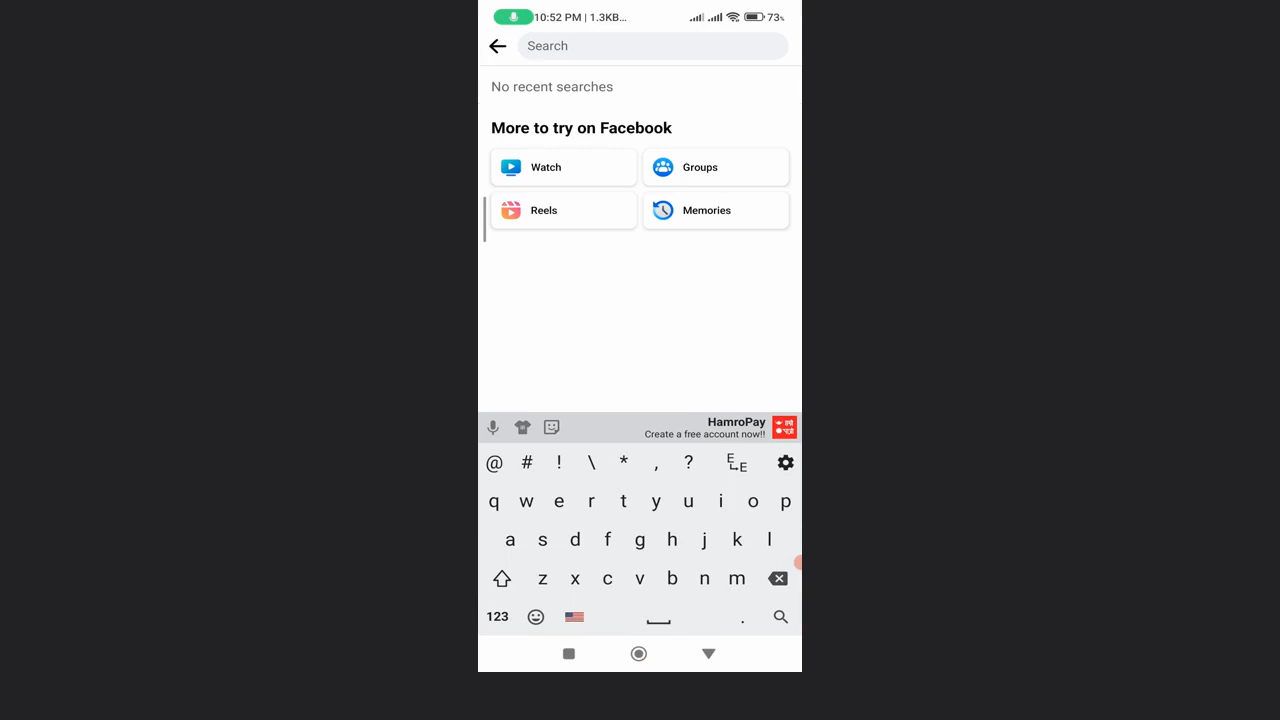 10:52 PM | 1.3KB... 73%
Search
No recent searches
More to try on Facebook
Watch
Groups
Reels
Memories
HamroPay
Create a free account now!!
@ # ! \ * , ? E E
q w e r t y u i o p
a s d f g h j k l
z x c v b n m
123 .